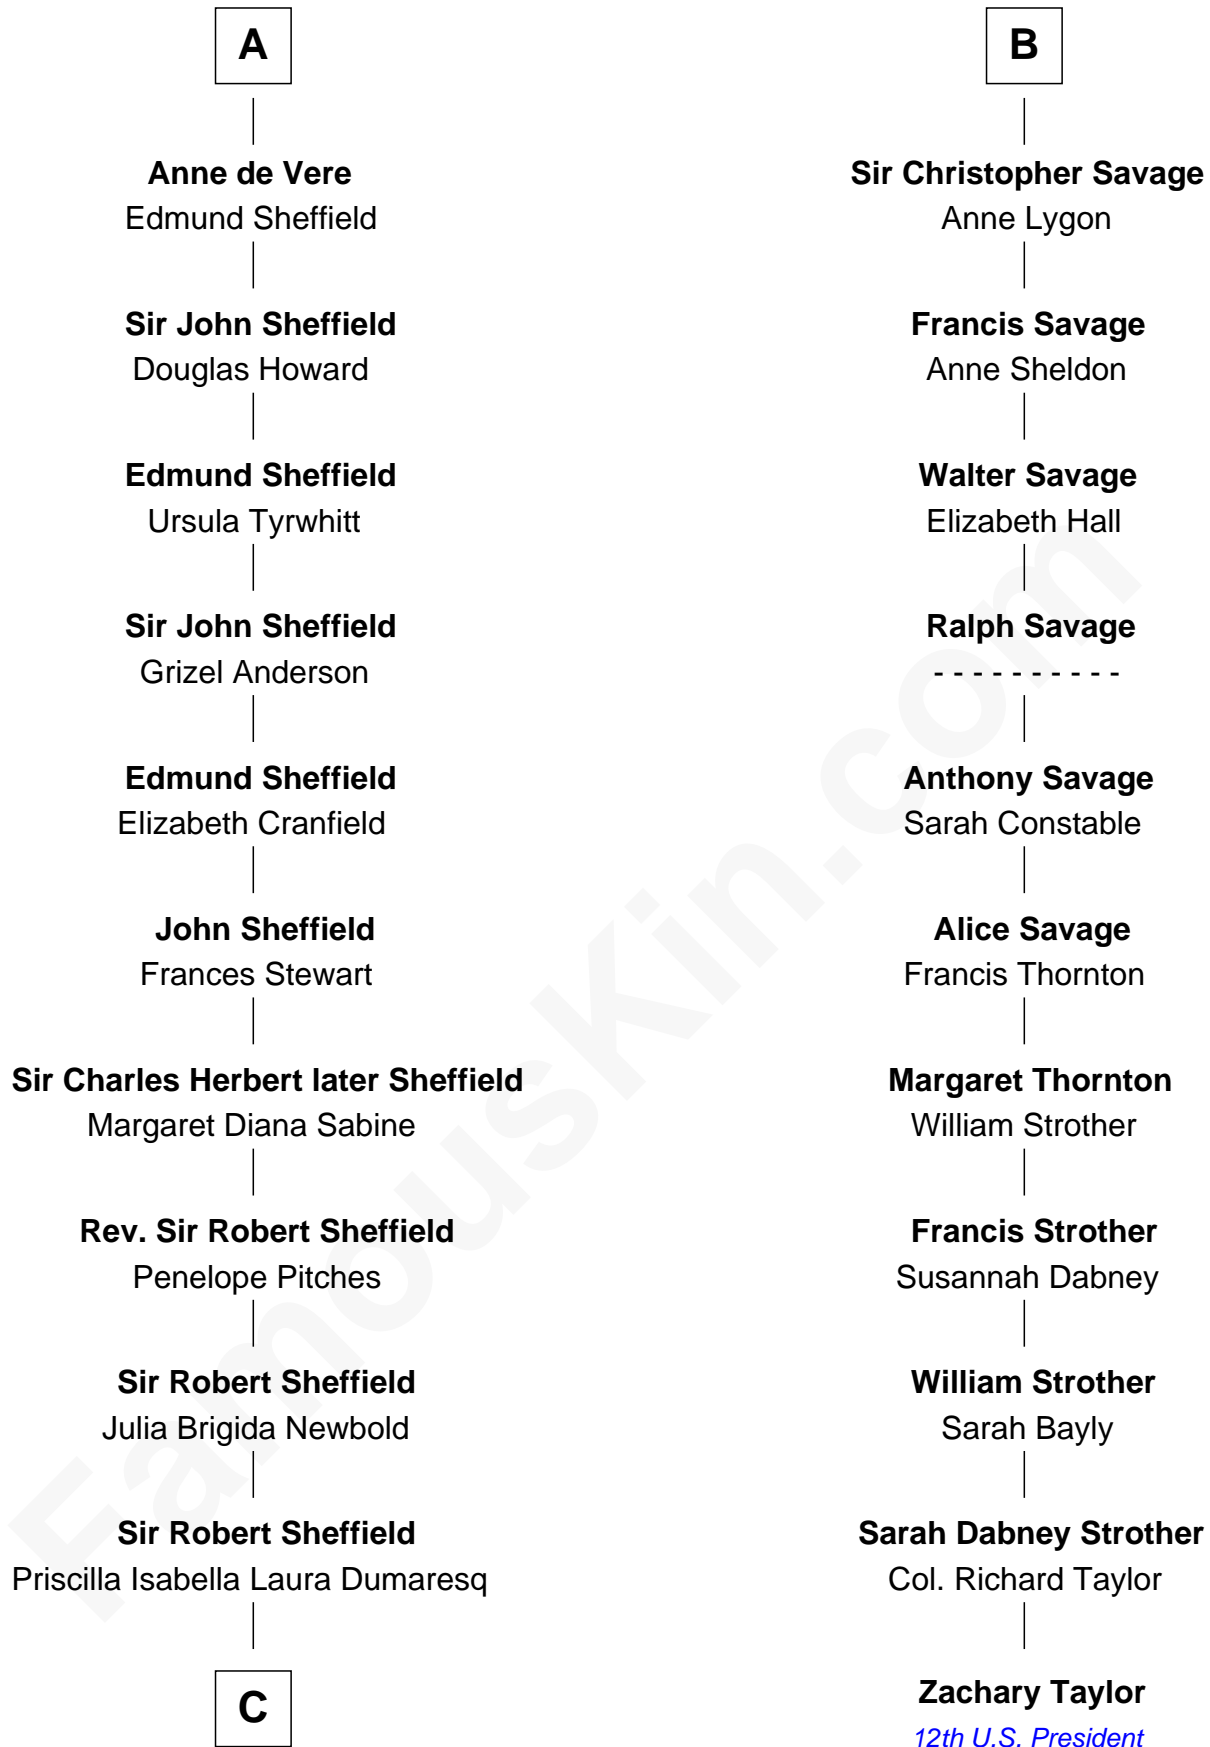 A
Anne de Vere
Edmund Sheffield
Sir John Sheffield
Douglas Howard
Edmund Sheffield
Ursula Tyrwhitt
Sir John Sheffield
Grizel Anderson
Edmund Sheffield
Elizabeth Cranfield
John Sheffield
Frances Stewart
Sir Charles Herbert later Sheffield
Margaret Diana Sabine
Rev. Sir Robert Sheffield
Penelope Pitches
Sir Robert Sheffield
Julia Brigida Newbold
Sir Robert Sheffield
Priscilla Isabella Laura Dumaresq
C
B
Sir Christopher Savage
Anne Lygon
Francis Savage
Anne Sheldon
Walter Savage
Elizabeth Hall
Ralph Savage
- - - - - - - - - -
Anthony Savage
Sarah Constable
Alice Savage
Francis Thornton
Margaret Thornton
William Strother
Francis Strother
Susannah Dabney
William Strother
Sarah Bayly
Sarah Dabney Strother
Col. Richard Taylor
Zachary Taylor
12th U.S. President
FamousKin.com